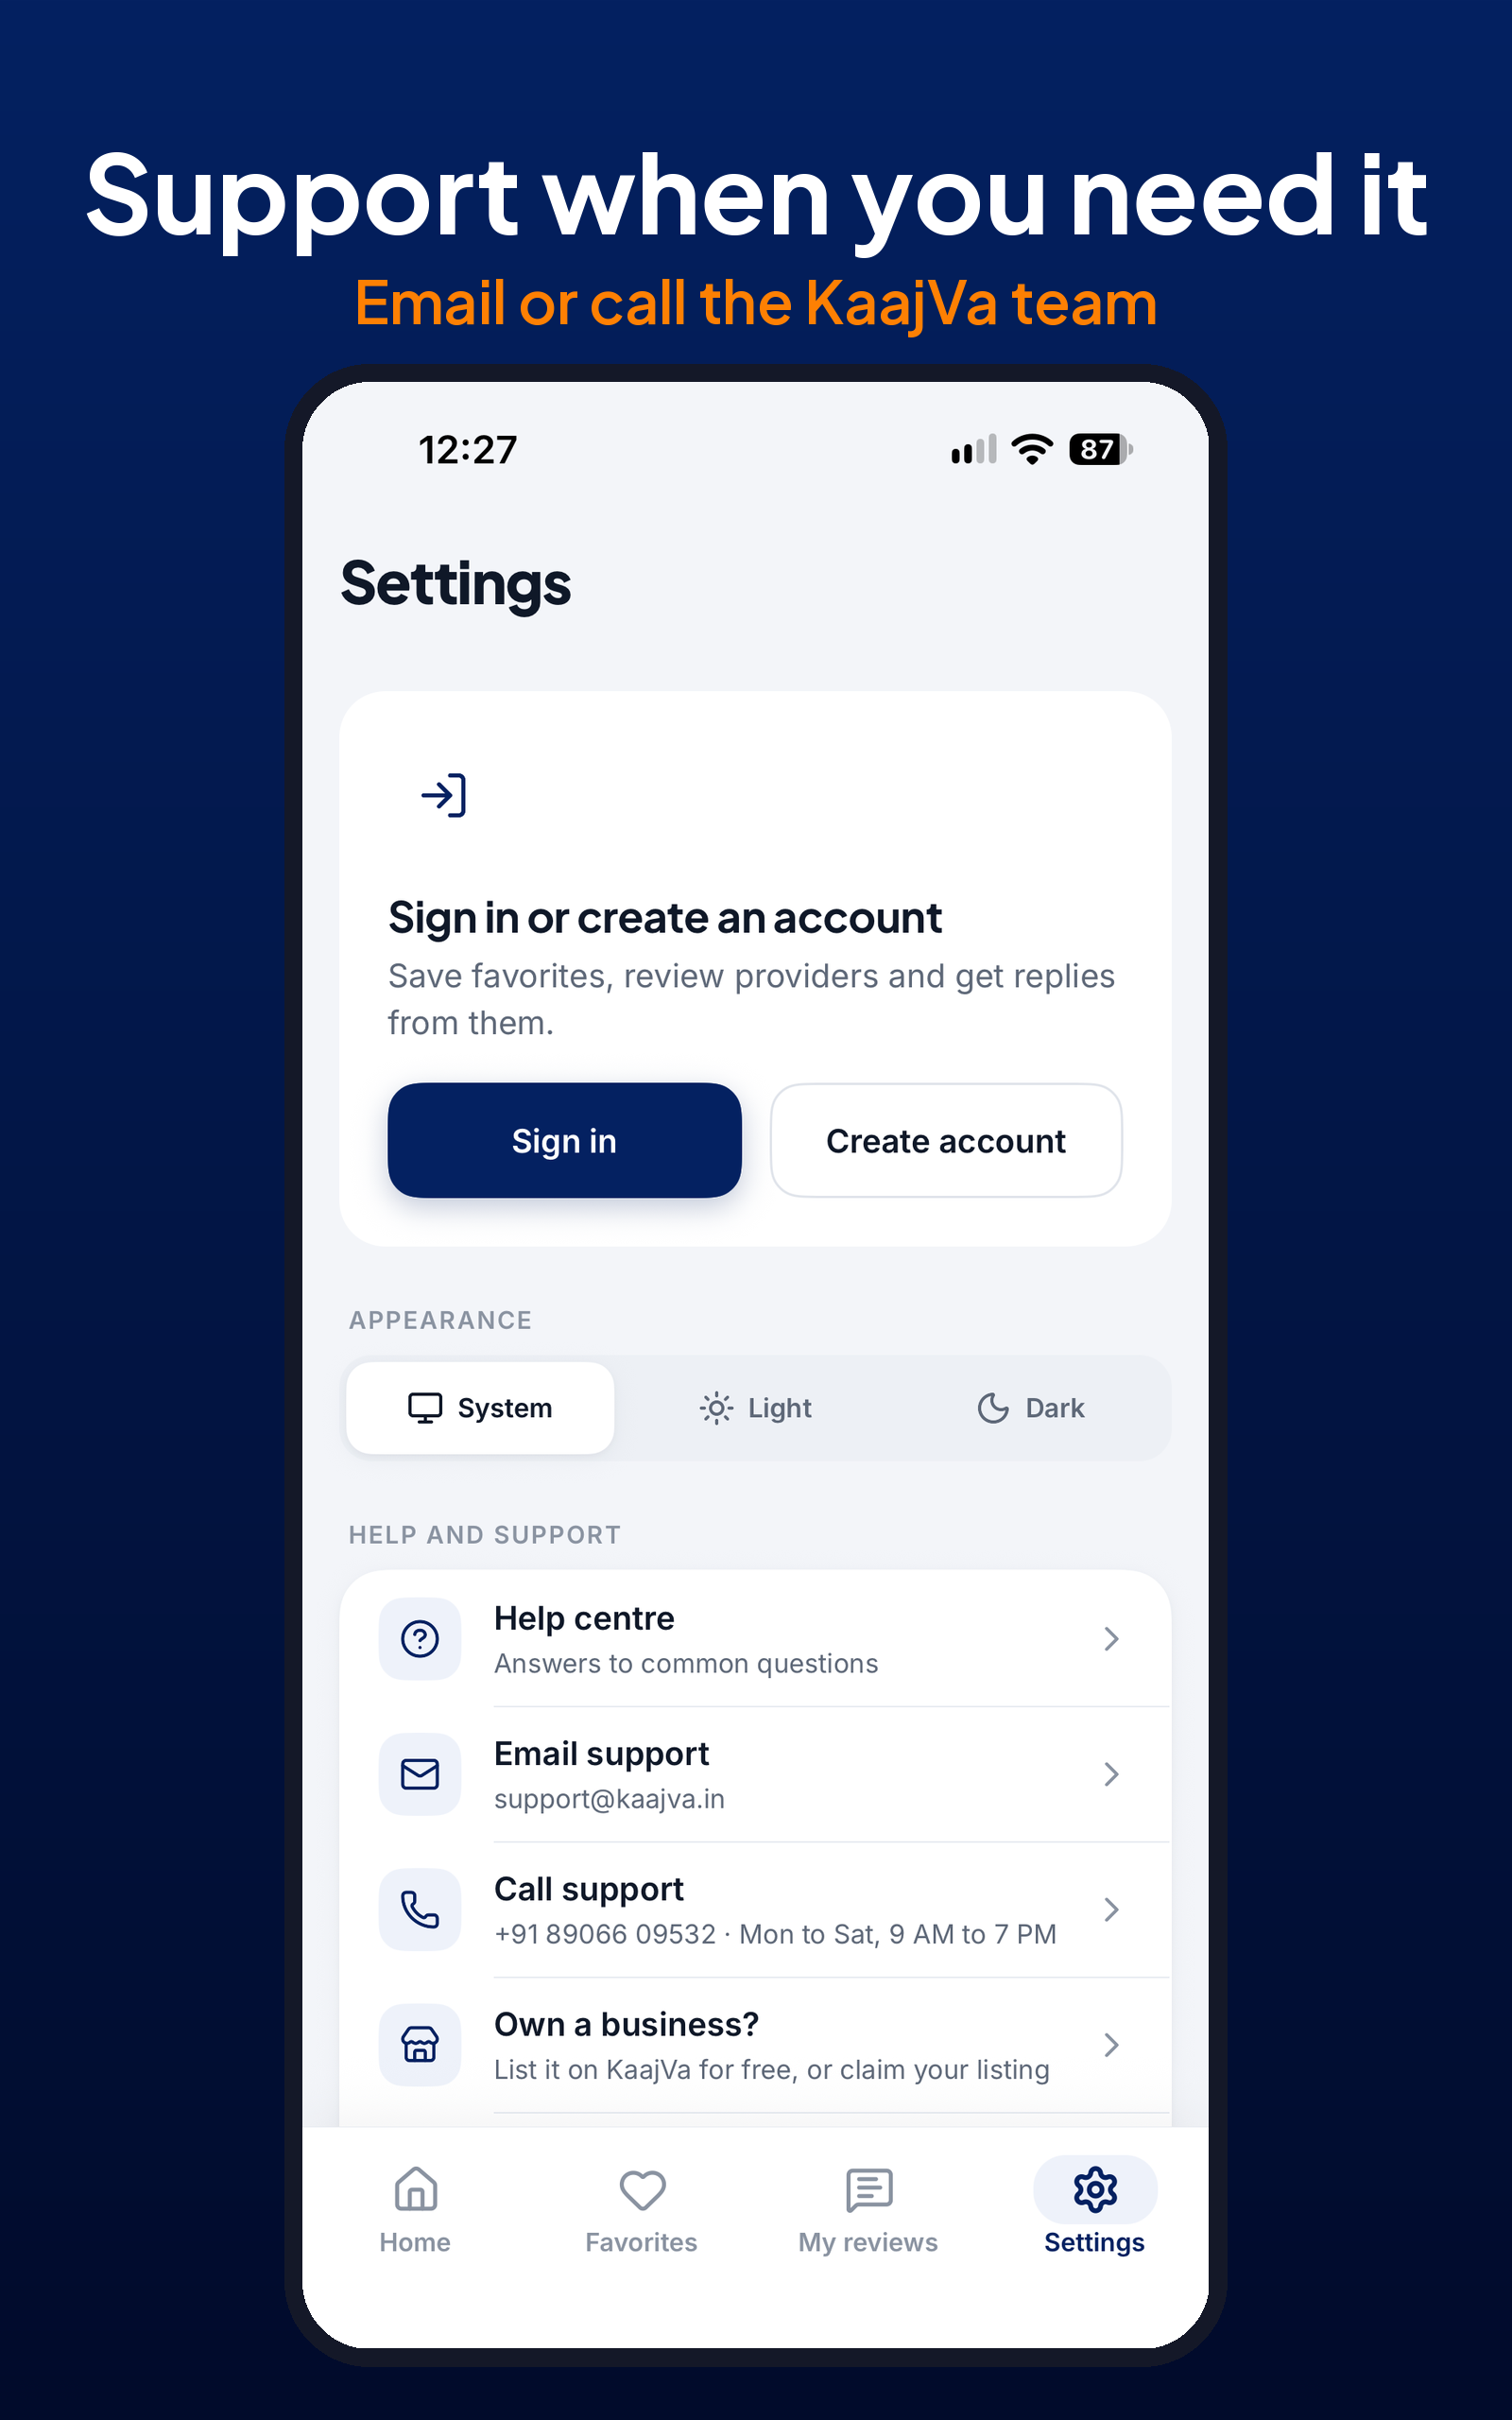 Support when you need it
Email or call the KaajVa team
12:27
87
Settings
Sign in or create an account
Save favorites, review providers and get replies
from them.
Sign in
Create account
APPEARANCE
System
Light
Dark
HELP AND SUPPORT
Help centre
Answers to common questions
Email support
support@kaajva.in
Call support
+91 89066 09532 · Mon to Sat, 9 AM to 7 PM
Own a business?
List it on KaajVa for free, or claim your listing
Home
Favorites
My reviews
Settings